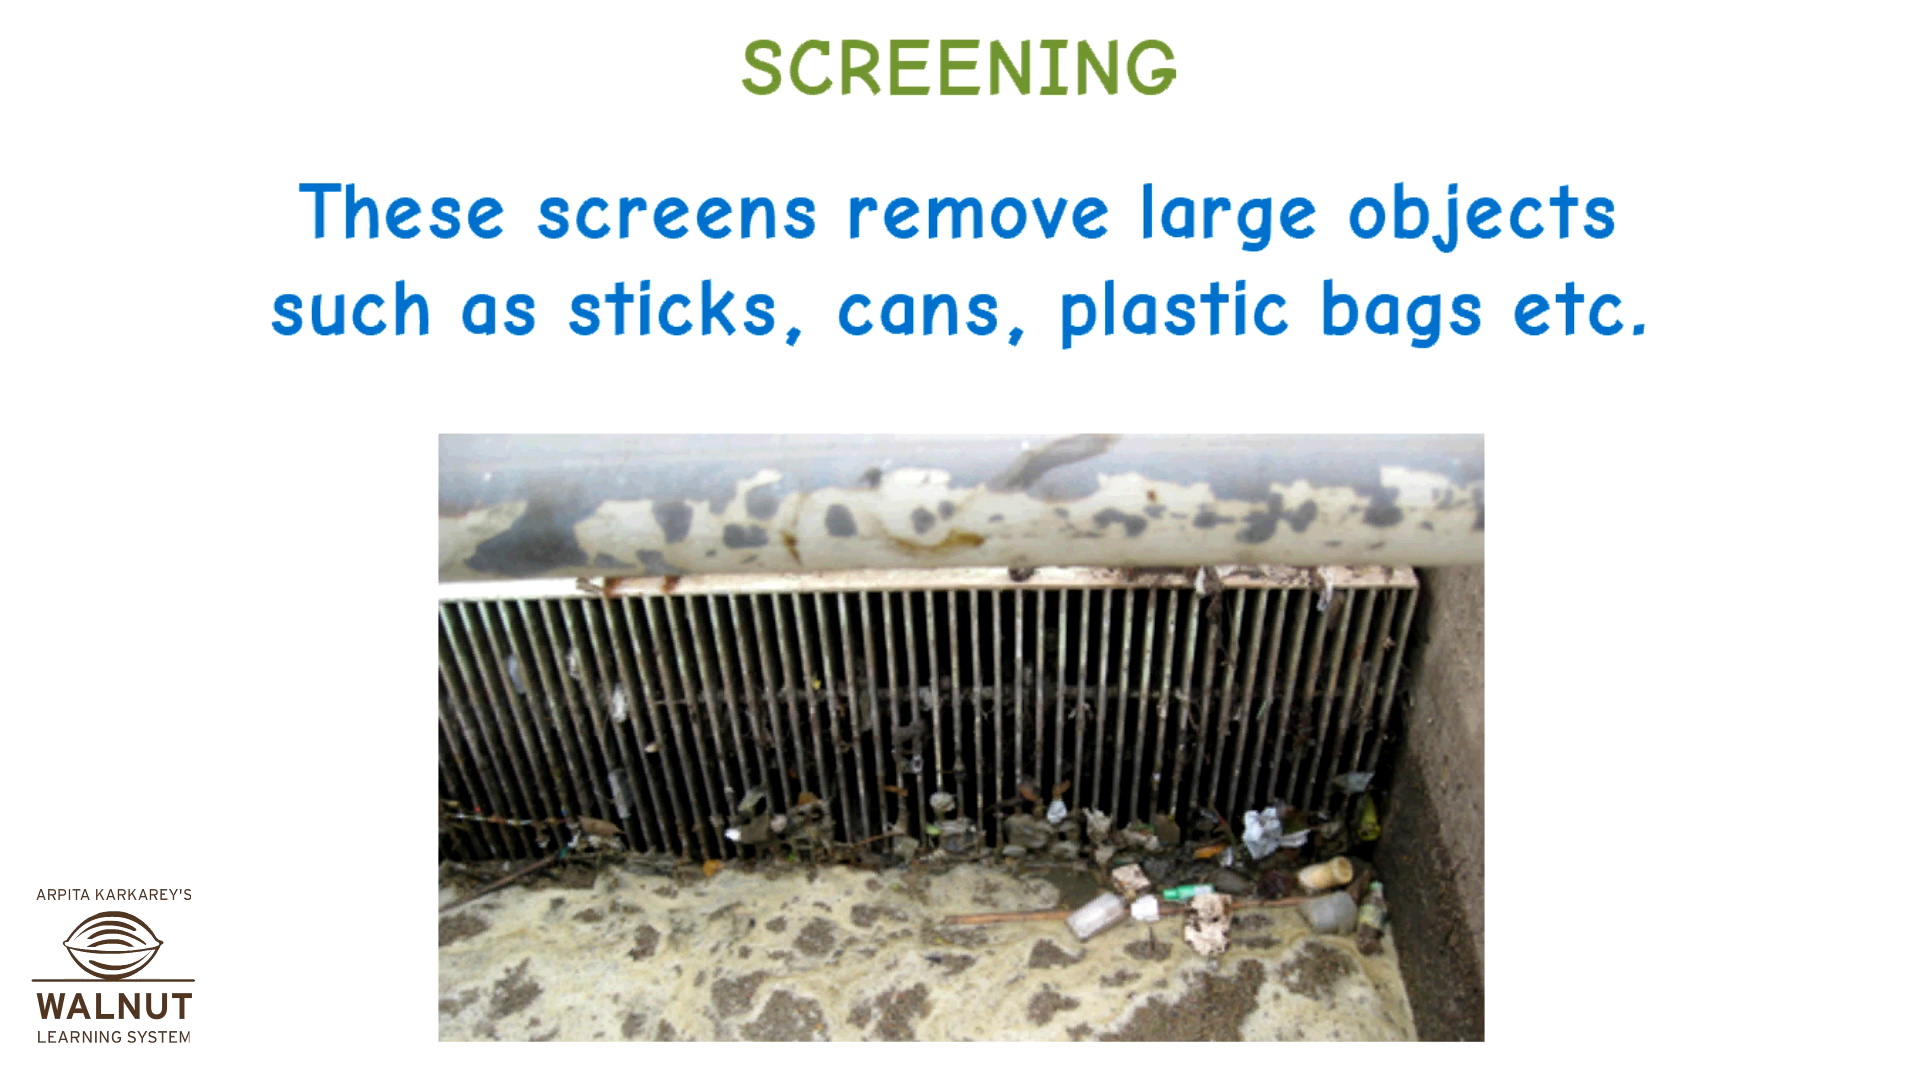 SCREENING
These screens remove large objects
such as sticks, cans, plastic bags etc.
ARPITA KARKAREY'S
WALNUT
LEARNING SYSTEM